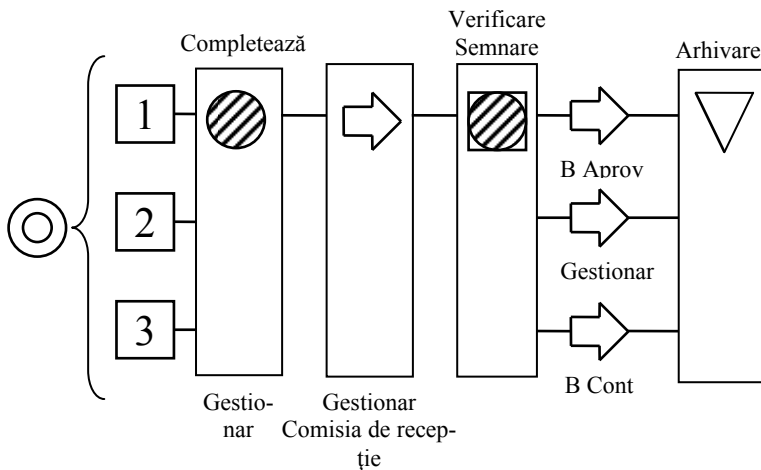 Completează
Verificare
Semnare
Arhivare
1
2
3
B Aprov
Gestionar
B Cont
Gestio-
nar
Gestionar
Comisia de recep-
ție